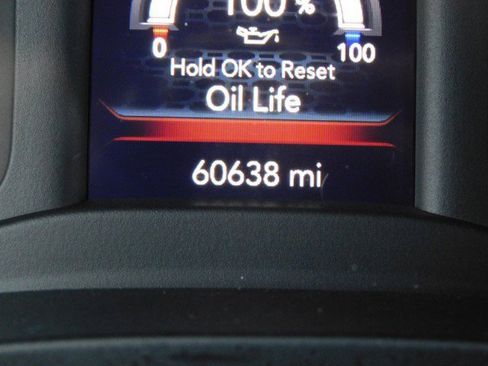 100 %
0
100
Hold OK to Reset
Oil Life
60638 mi